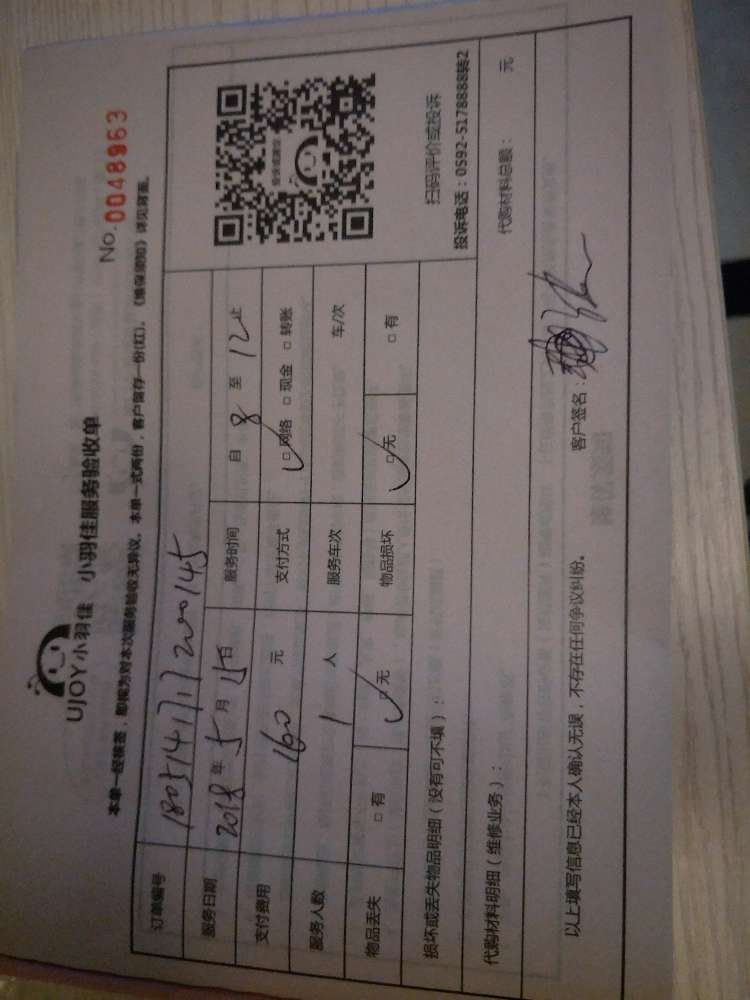 UJOY小羽佳 小羽佳服务验收单
No.0048963
本单一经核签，即视为对本次服务验收无异议。本单一式两份，客户留存一份(红)。《维保须知》详见背面。
订单编号
服务日期 2018年5月15日 服务时间 自 8 至 12 止
支付费用 160 元 支付方式 □网络 □现金 □转账
服务人数 1 人 服务车次 车/次
物品丢失 □有 □无 物品损坏 □无 □有
扫码评价或投诉
投诉电话：0592-5178888转2
损坏或丢失物品明细（没有可不填）：
代购材料明细（维修业务）： 代购材料总额： 元
以上填写信息已经本人确认无误，不存在任何争议纠纷。 客户签名：